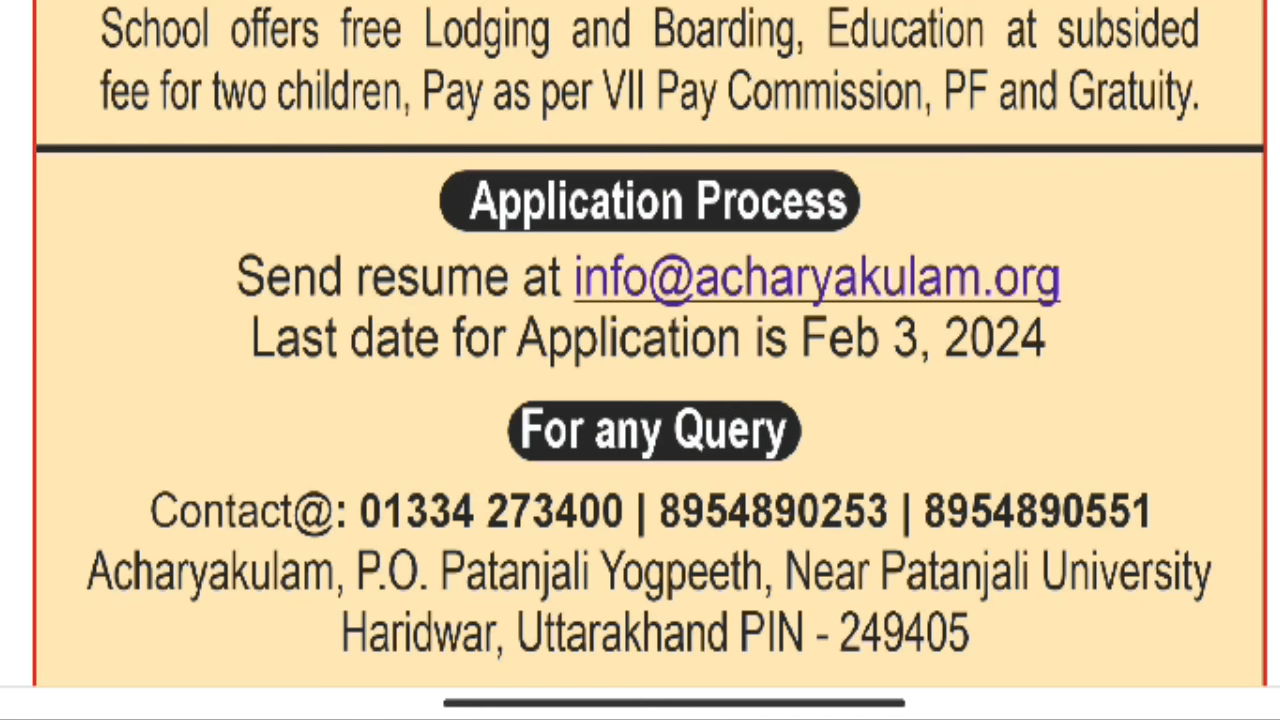 School offers free Lodging and Boarding, Education at subsided
fee for two children, Pay as per VII Pay Commission, PF and Gratuity.
Application Process
Send resume at info@acharyakulam.org
Last date for Application is Feb 3, 2024
For any Query
Contact@: 01334 273400 | 8954890253 | 8954890551
Acharyakulam, P.O. Patanjali Yogpeeth, Near Patanjali University
Haridwar, Uttarakhand PIN - 249405